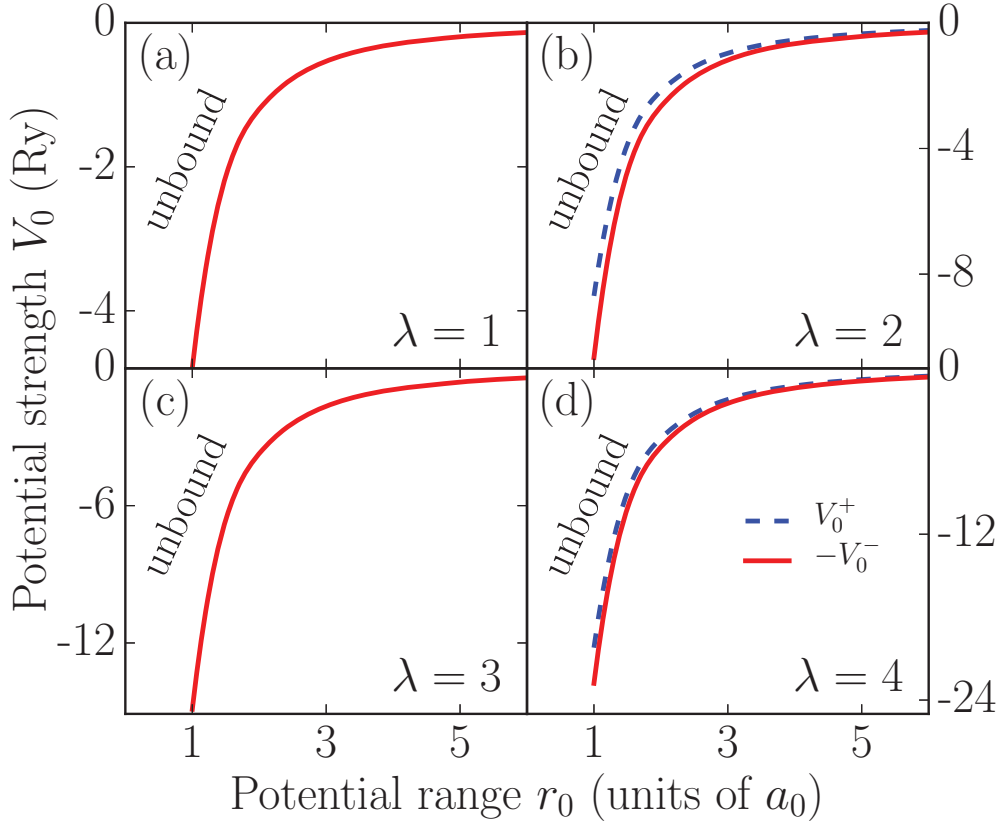 Potential strength V₀ (Ry)
0
-2
-4
(a)
unbound
λ = 1
(b)
unbound
λ = 2
0
-4
-8
0
-6
-12
(c)
unbound
λ = 3
(d)
unbound
V₀⁺
-V₀⁻
λ = 4
0
-12
-24
1 3 5 1 3 5
Potential range r₀ (units of a₀)